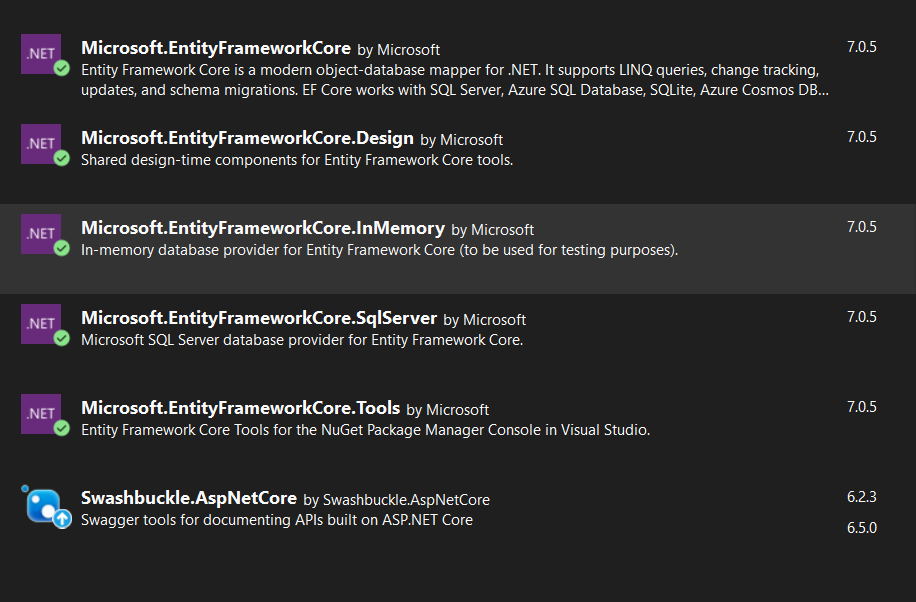 .NET
Microsoft.EntityFrameworkCore by Microsoft
7.0.5
Entity Framework Core is a modern object-database mapper for .NET. It supports LINQ queries, change tracking,
updates, and schema migrations. EF Core works with SQL Server, Azure SQL Database, SQLite, Azure Cosmos DB...
.NET
Microsoft.EntityFrameworkCore.Design by Microsoft
7.0.5
Shared design-time components for Entity Framework Core tools.
.NET
Microsoft.EntityFrameworkCore.InMemory by Microsoft
7.0.5
In-memory database provider for Entity Framework Core (to be used for testing purposes).
.NET
Microsoft.EntityFrameworkCore.SqlServer by Microsoft
7.0.5
Microsoft SQL Server database provider for Entity Framework Core.
.NET
Microsoft.EntityFrameworkCore.Tools by Microsoft
7.0.5
Entity Framework Core Tools for the NuGet Package Manager Console in Visual Studio.
Swashbuckle.AspNetCore by Swashbuckle.AspNetCore
6.2.3
Swagger tools for documenting APIs built on ASP.NET Core
6.5.0